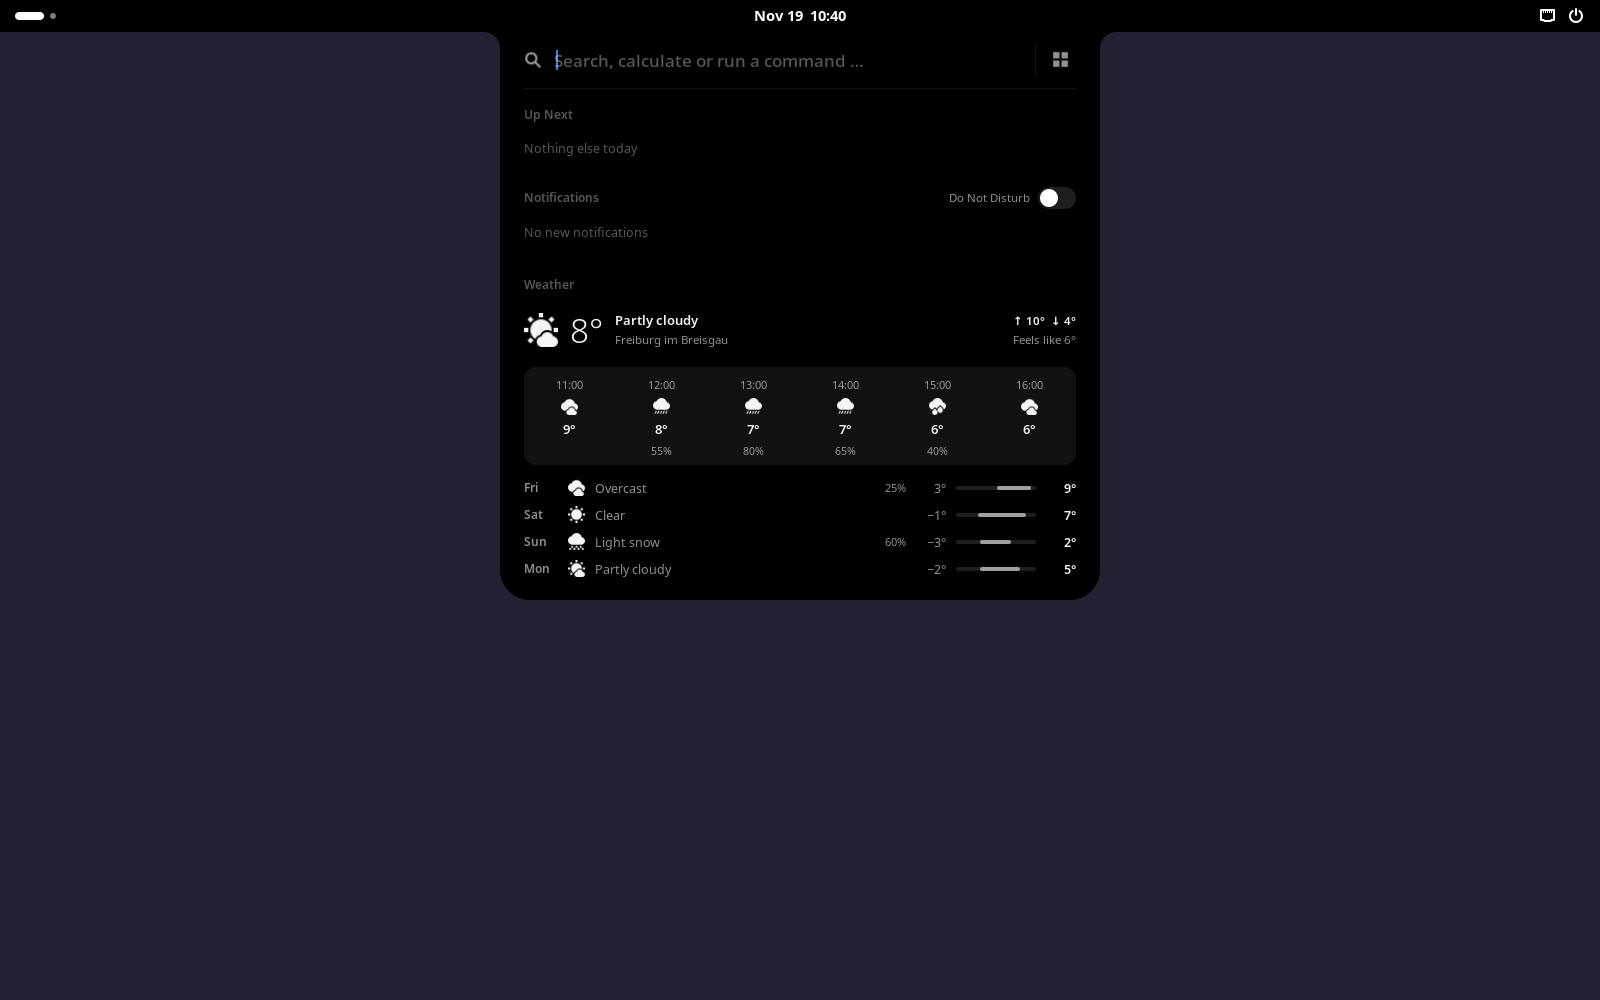 Nov 19 10:40
Search, calculate or run a command ...
Up Next
Nothing else today
Notifications Do Not Disturb
No new notifications
Weather
8° Partly cloudy ↑ 10° ↓ 4°
Freiburg im Breisgau Feels like 6°
11:00 12:00 13:00 14:00 15:00 16:00
9° 8° 7° 7° 6° 6°
55% 80% 65% 40%
Fri Overcast 25% 3° 9°
Sat Clear −1° 7°
Sun Light snow 60% −3° 2°
Mon Partly cloudy −2° 5°